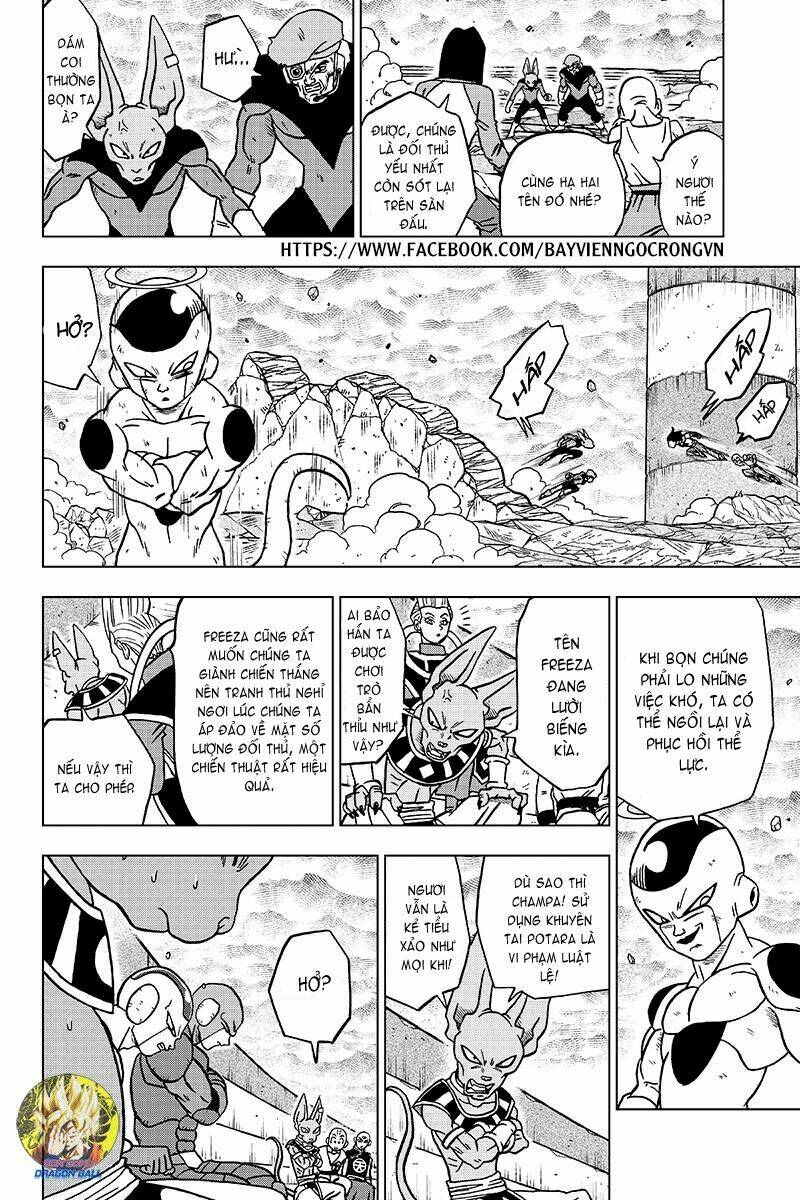 Ý
NGƯƠI
THẾ
NÀO?
CÙNG HẠ HAI
TÊN ĐÓ NHÉ?
ĐƯỢC, CHÚNG
LÀ ĐỐI THỦ
YẾU NHẤT
CÒN SÓT LẠI
TRÊN SÀN
ĐẤU.
HƯ...
DÁM
COI
THƯỜNG
BỌN TA
À?
HTTPS://WWW.FACEBOOK.COM/BAYVIENNGOCRONGVN
HẤP
HẤP
HẤP
HỞ?
KHI BỌN CHÚNG
PHẢI LO NHỮNG
VIỆC KHÓ, TA CÓ
THỂ NGỒI LẠI VÀ
PHỤC HỒI THỂ
LỰC.
TÊN
FREEZA
ĐANG
LƯỜI
BIẾNG
KÌA.
AI BẢO
HẮN TA
ĐƯỢC
CHƠI
TRÒ
BẨN
THỈU NHƯ
VẬY?
FREEZA CŨNG RẤT
MUỐN CHÚNG TA
GIÀNH CHIẾN THẮNG
NÊN TRANH THỦ NGHỈ
NGƠI LÚC CHÚNG TA
ÁP ĐẢO VỀ MẶT SỐ
LƯỢNG ĐỐI THỦ, MỘT
CHIẾN THUẬT RẤT HIỆU
QUẢ.
NẾU VẬY THÌ
TA CHO PHÉP
DÙ SAO THÌ
CHAMPA! SỬ
DỤNG KHUYÊN
TAI POTARA LÀ
VI PHẠM LUẬT
LỆ!
NGƯƠI
VẪN LÀ
KẺ TIỂU
XẢO NHƯ
MỌI KHI!
HỞ?
DRAGON BALL